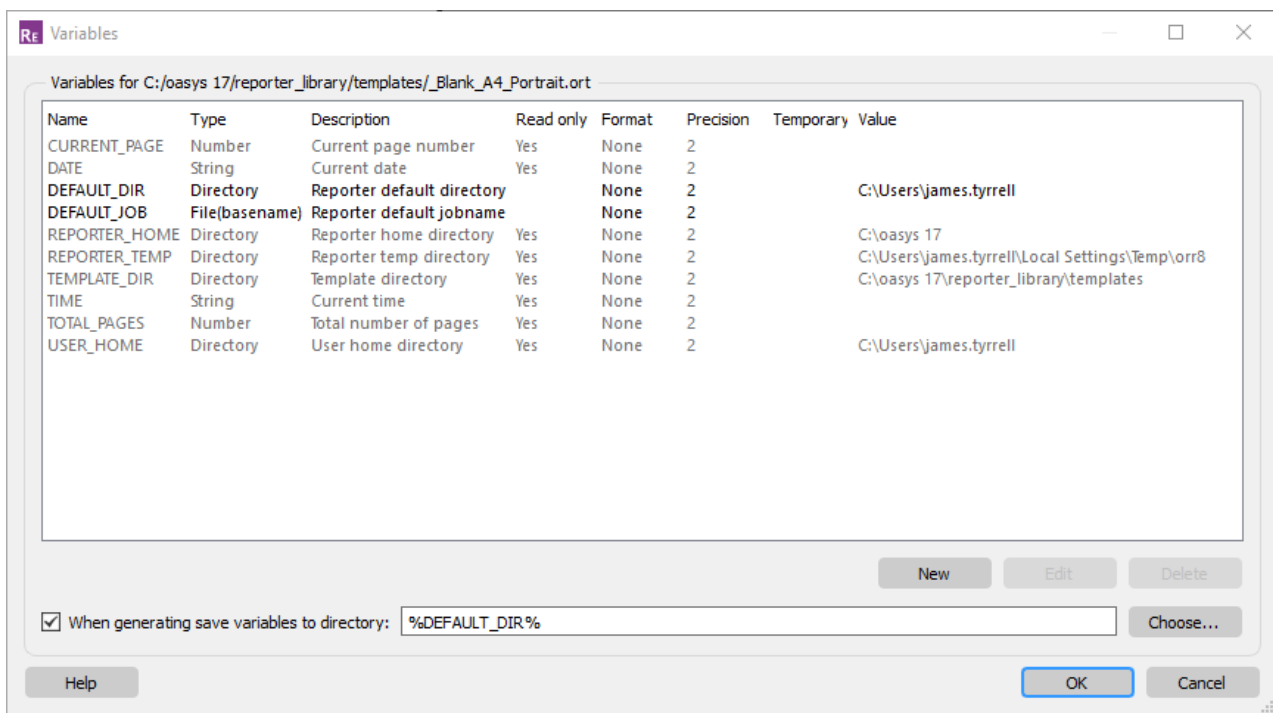 RE Variables
Variables for C:/oasys 17/reporter_library/templates/_Blank_A4_Portrait.ort
Name Type Description Read only Format Precision Temporary Value
CURRENT_PAGE Number Current page number Yes None 2
DATE String Current date Yes None 2
DEFAULT_DIR Directory Reporter default directory None 2 C:\Users\james.tyrrell
DEFAULT_JOB File(basename) Reporter default jobname None 2
REPORTER_HOME Directory Reporter home directory Yes None 2 C:\oasys 17
REPORTER_TEMP Directory Reporter temp directory Yes None 2 C:\Users\james.tyrrell\Local Settings\Temp\orr8
TEMPLATE_DIR Directory Template directory Yes None 2 C:\oasys 17\reporter_library\templates
TIME String Current time Yes None 2
TOTAL_PAGES Number Total number of pages Yes None 2
USER_HOME Directory User home directory Yes None 2 C:\Users\james.tyrrell
New Edit Delete
When generating save variables to directory: %DEFAULT_DIR% Choose...
Help OK Cancel